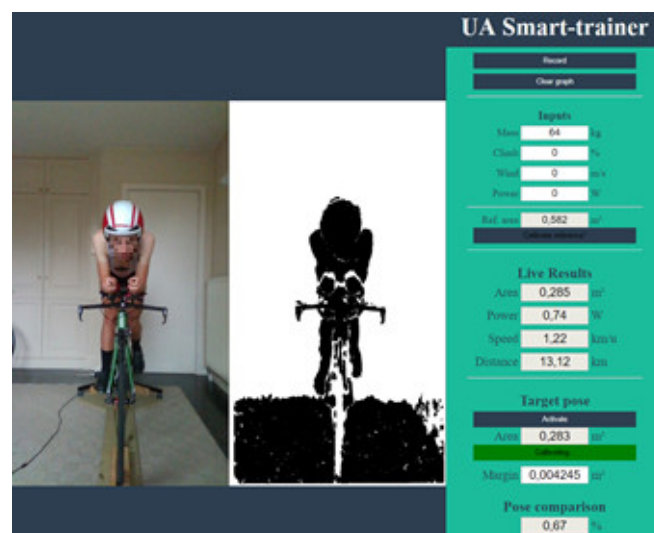 UA Smart-trainer
Record
Clear graph
Inputs
Mass 64 kg
Climb 0 %
Wind 0 m/s
Power 0 W
Ref. area 0,582 m²
Calibrate reference
Live Results
Area 0,285 m²
Power 0,74 W
Speed 1,22 km/u
Distance 13,12 km
Target pose
Activate
Area 0,283 m²
Calibrating
Margin 0,004245 m²
Pose comparison
0,67 %